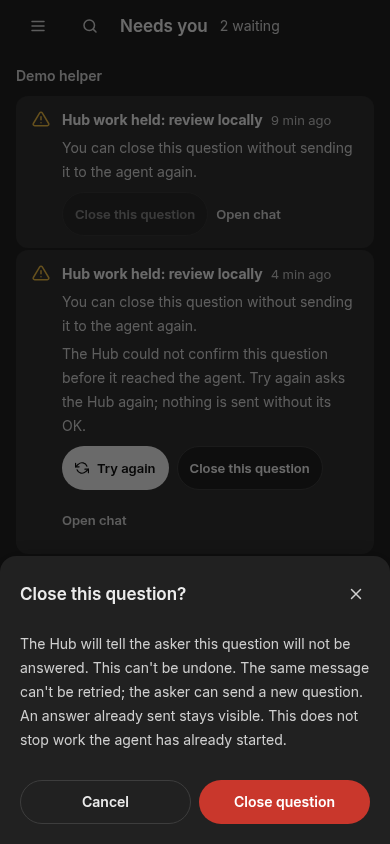 Needs you 2 waiting
Demo helper
Hub work held: review locally 9 min ago
You can close this question without sending
it to the agent again.
Close this question Open chat
Hub work held: review locally 4 min ago
You can close this question without sending
it to the agent again.
The Hub could not confirm this question
before it reached the agent. Try again asks
the Hub again; nothing is sent without its
OK.
Try again Close this question
Open chat
Close this question?
The Hub will tell the asker this question will not be
answered. This can't be undone. The same message
can't be retried; the asker can send a new question.
An answer already sent stays visible. This does not
stop work the agent has already started.
Cancel Close question